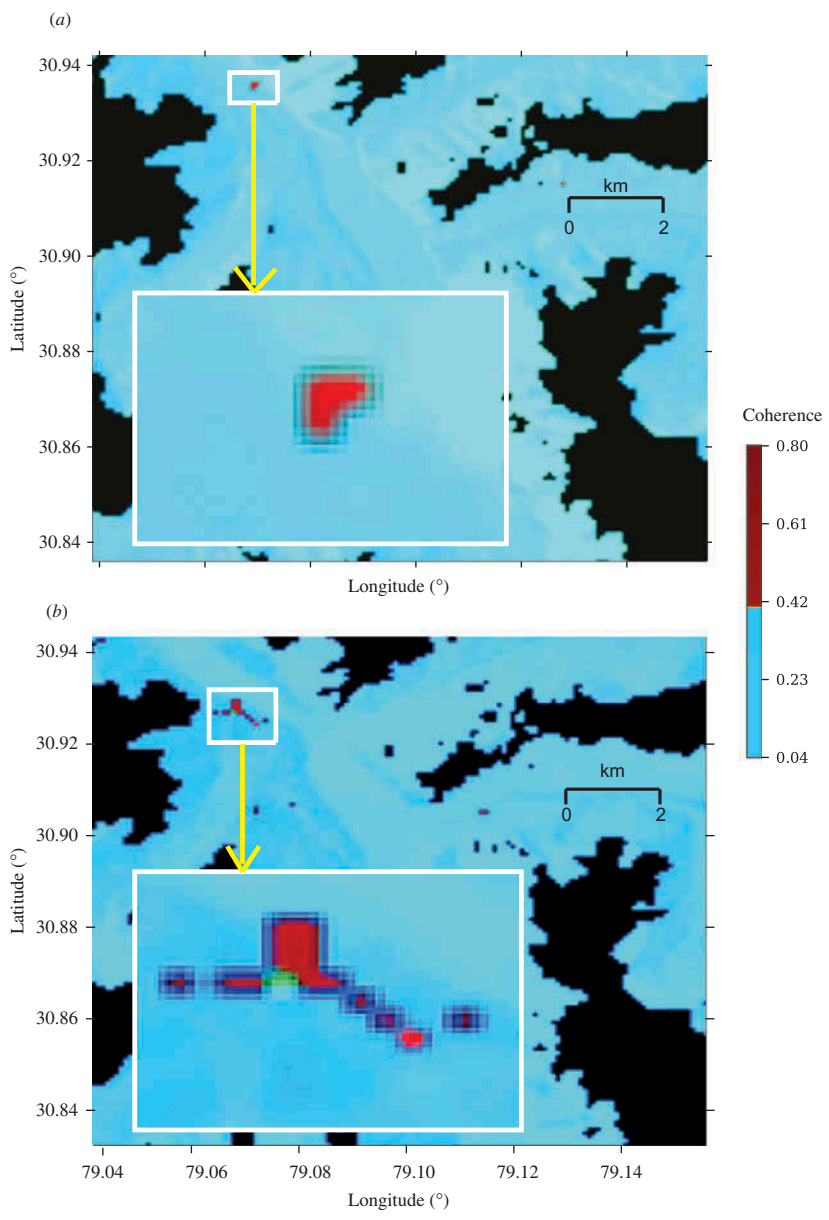 (a)
30.94
30.92
30.90
30.88
30.86
30.84
Latitude (°)
km
0 2
Longitude (°)
Coherence
0.80
0.61
0.42
0.23
0.04
(b)
30.94
30.92
30.90
30.88
30.86
30.84
Latitude (°)
km
0 2
79.04 79.06 79.08 79.10 79.12 79.14
Longitude (°)